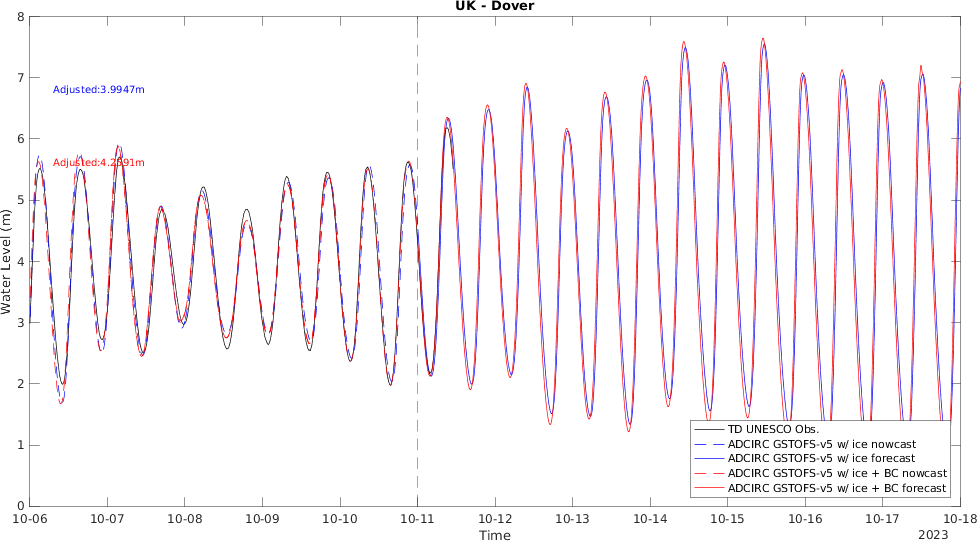 UK - Dover
8
7
6
5
4
3
2
1
0
Water Level (m)
Adjusted:3.9947m
Adjusted:4.2591m
TD UNESCO Obs.
ADCIRC GSTOFS-v5 w/ ice nowcast
ADCIRC GSTOFS-v5 w/ ice forecast
ADCIRC GSTOFS-v5 w/ ice + BC nowcast
ADCIRC GSTOFS-v5 w/ ice + BC forecast
10-06 10-07 10-08 10-09 10-10 10-11 10-12 10-13 10-14 10-15 10-16 10-17 10-18
Time
2023